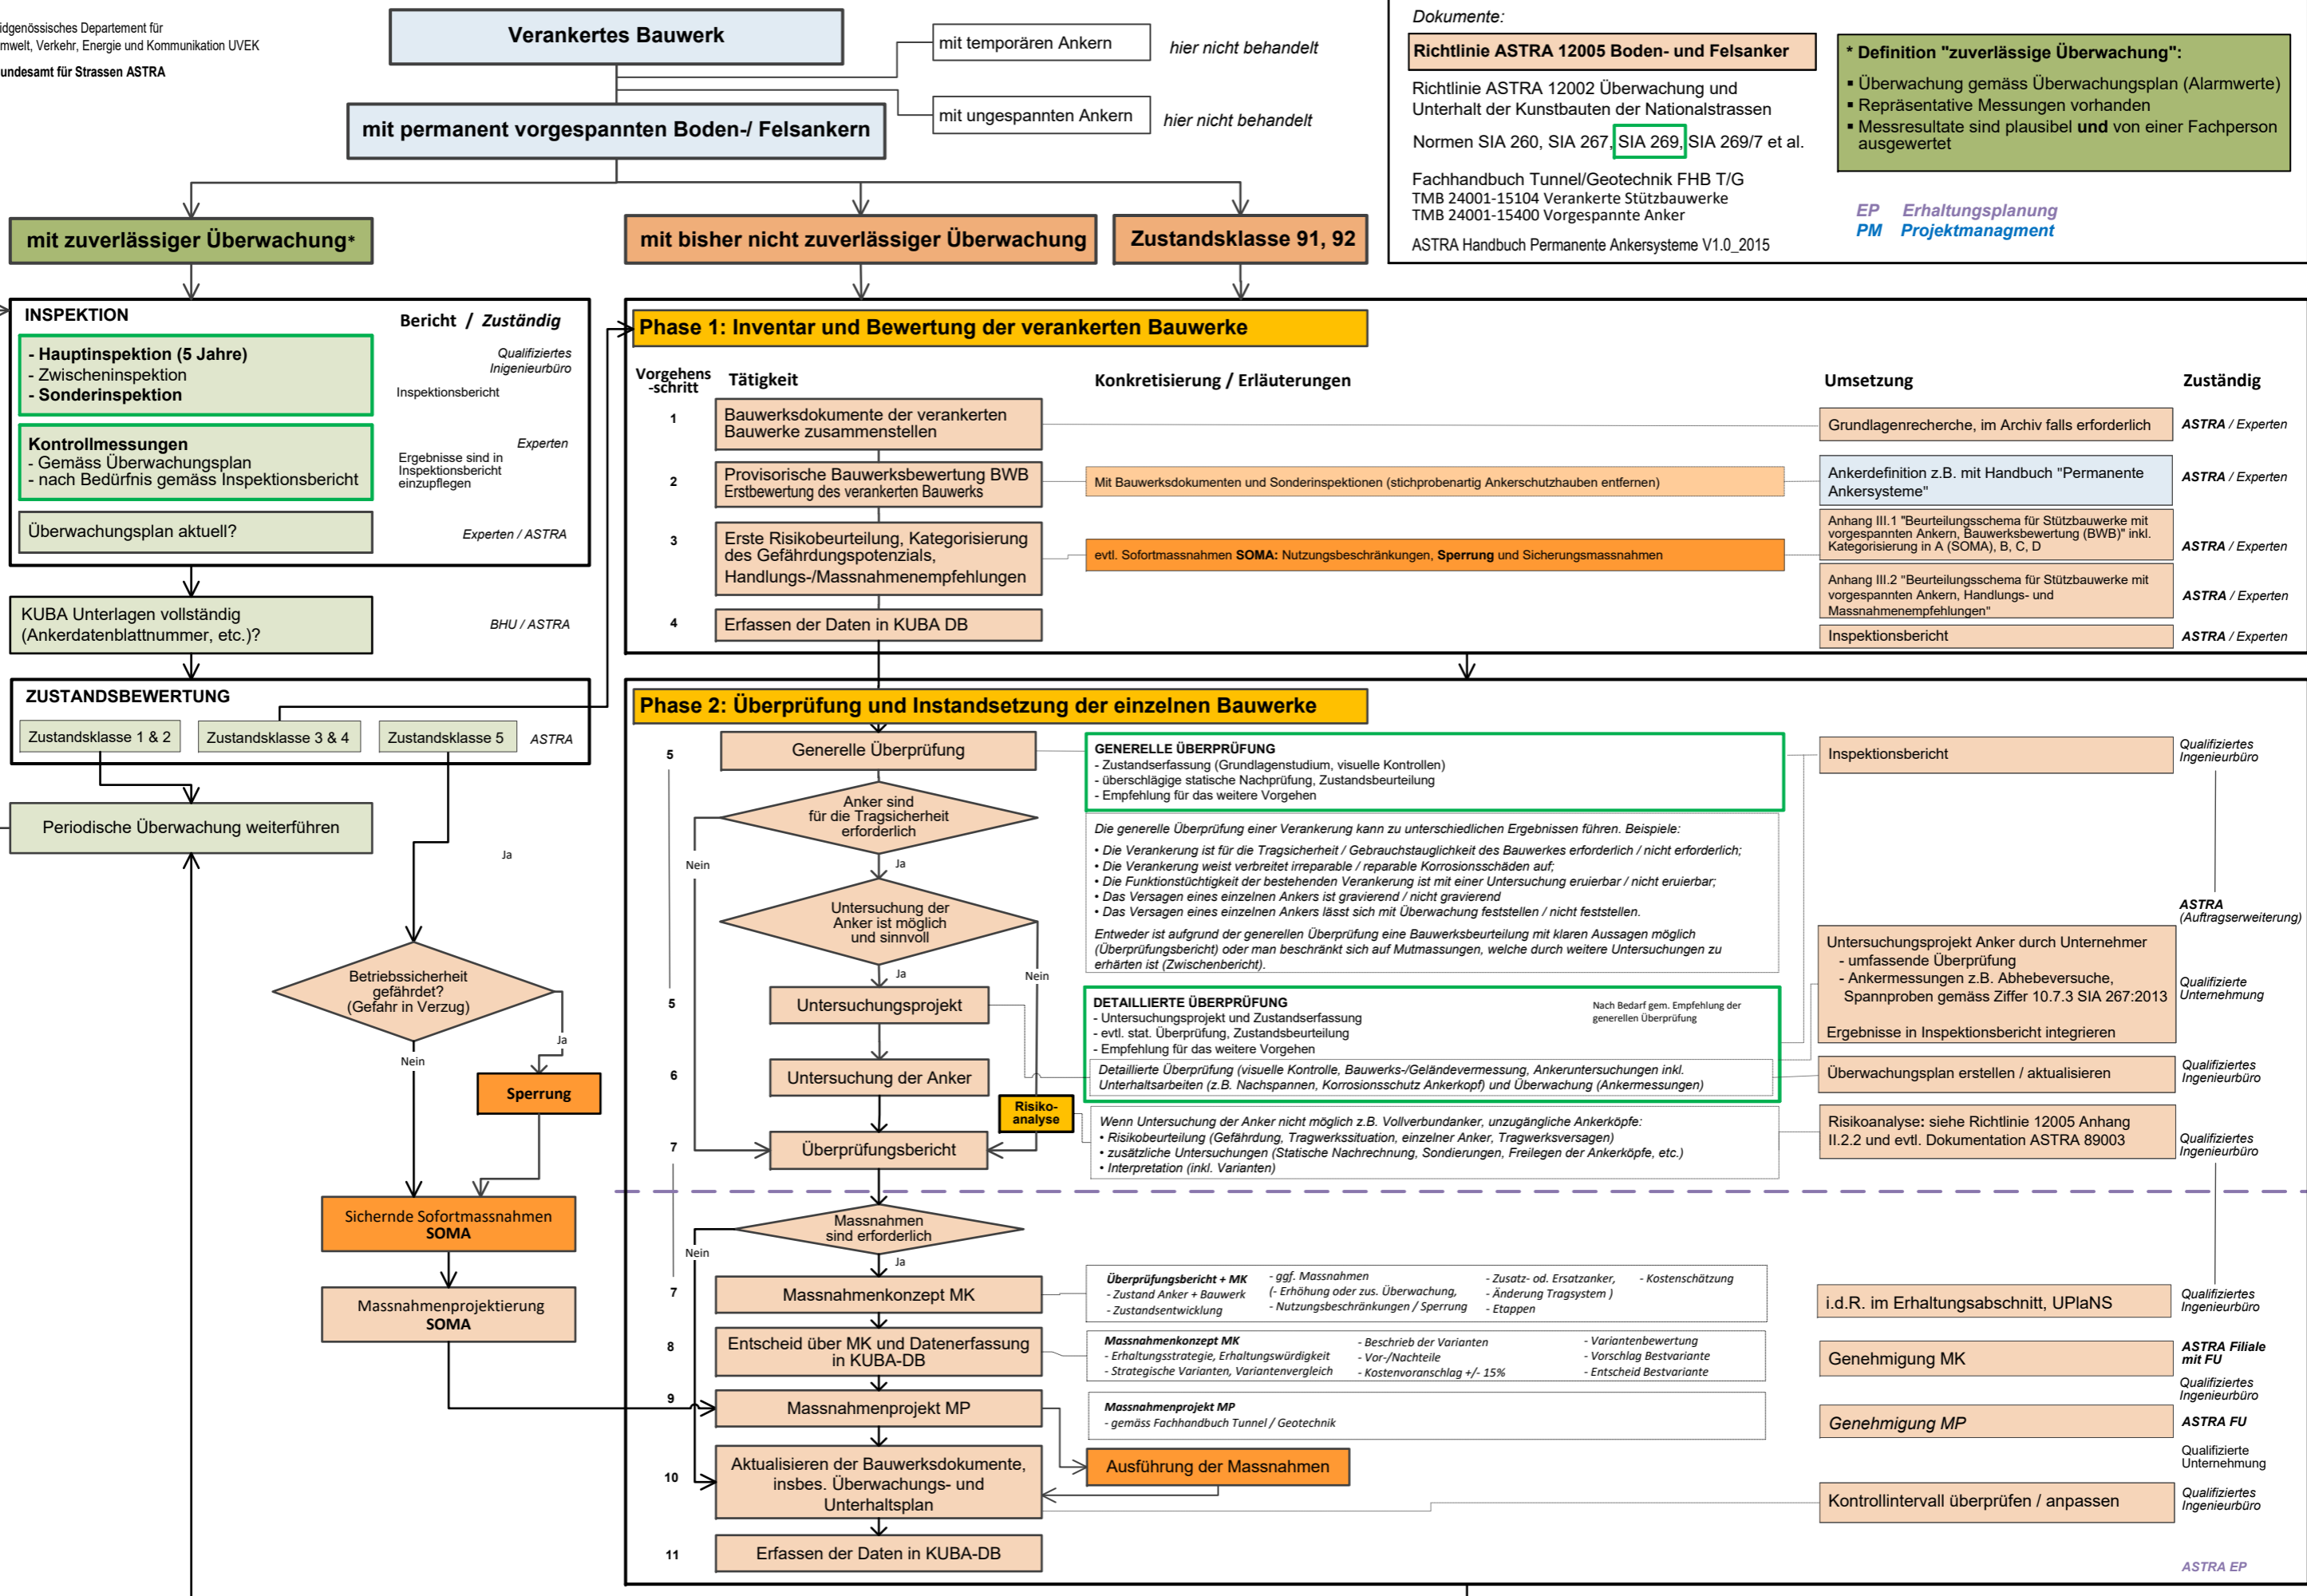 idgenössisches Departement für
mwelt, Verkehr, Energie und Kommunikation UVEK
undesamt für Strassen ASTRA
Verankertes Bauwerk
mit temporären Ankern
hier nicht behandelt
mit ungespannten Ankern
hier nicht behandelt
mit permanent vorgespannten Boden-/ Felsankern
Dokumente:
Richtlinie ASTRA 12005 Boden- und Felsanker
Richtlinie ASTRA 12002 Überwachung und
Unterhalt der Kunstbauten der Nationalstrassen
Normen SIA 260, SIA 267, SIA 269, SIA 269/7 et al.
Fachhandbuch Tunnel/Geotechnik FHB T/G
TMB 24001-15104 Verankerte Stützbauwerke
TMB 24001-15400 Vorgespannte Anker
ASTRA Handbuch Permanente Ankersysteme V1.0_2015
* Definition "zuverlässige Überwachung":
▪ Überwachung gemäss Überwachungsplan (Alarmwerte)
▪ Repräsentative Messungen vorhanden
▪ Messresultate sind plausibel und von einer Fachperson
ausgewertet
EP Erhaltungsplanung
PM Projektmanagment
mit zuverlässiger Überwachung*
mit bisher nicht zuverlässiger Überwachung
Zustandsklasse 91, 92
INSPEKTION
Bericht / Zuständig
- Hauptinspektion (5 Jahre)
- Zwischeninspektion
- Sonderinspektion
Qualifiziertes
Inigenieurbüro
Inspektionsbericht
Kontrollmessungen
- Gemäss Überwachungsplan
- nach Bedürfnis gemäss Inspektionsbericht
Experten
Ergebnisse sind in
Inspektionsbericht
einzupflegen
Überwachungsplan aktuell?
Experten / ASTRA
KUBA Unterlagen vollständig
(Ankerdatenblattnummer, etc.)?
BHU / ASTRA
ZUSTANDSBEWERTUNG
Zustandsklasse 1 & 2
Zustandsklasse 3 & 4
Zustandsklasse 5
ASTRA
Periodische Überwachung weiterführen
Ja
Betriebssicherheit
gefährdet?
(Gefahr in Verzug)
Ja
Nein
Sperrung
Sichernde Sofortmassnahmen
SOMA
Massnahmenprojektierung
SOMA
Phase 1: Inventar und Bewertung der verankerten Bauwerke
Vorgehens
-schritt
Tätigkeit
Konkretisierung / Erläuterungen
Umsetzung
Zuständig
1
Bauwerksdokumente der verankerten
Bauwerke zusammenstellen
Grundlagenrecherche, im Archiv falls erforderlich
ASTRA / Experten
2
Provisorische Bauwerksbewertung BWB
Erstbewertung des verankerten Bauwerks
Mit Bauwerksdokumenten und Sonderinspektionen (stichprobenartig Ankerschutzhauben entfernen)
Ankerdefinition z.B. mit Handbuch "Permanente
Ankersysteme"
ASTRA / Experten
3
Erste Risikobeurteilung, Kategorisierung
des Gefährdungspotenzials,
Handlungs-/Massnahmenempfehlungen
evtl. Sofortmassnahmen SOMA: Nutzungsbeschränkungen, Sperrung und Sicherungsmassnahmen
Anhang III.1 "Beurteilungsschema für Stützbauwerke mit
vorgespannten Ankern, Bauwerksbewertung (BWB)" inkl.
Kategorisierung in A (SOMA), B, C, D
ASTRA / Experten
Anhang III.2 "Beurteilungsschema für Stützbauwerke mit
vorgespannten Ankern, Handlungs- und
Massnahmenempfehlungen"
ASTRA / Experten
4
Erfassen der Daten in KUBA DB
Inspektionsbericht
ASTRA / Experten
Phase 2: Überprüfung und Instandsetzung der einzelnen Bauwerke
5
Generelle Überprüfung
GENERELLE ÜBERPRÜFUNG
- Zustandserfassung (Grundlagenstudium, visuelle Kontrollen)
- überschlägige statische Nachprüfung, Zustandsbeurteilung
- Empfehlung für das weitere Vorgehen
Inspektionsbericht
Qualifiziertes
Ingenieurbüro
Anker sind
für die Tragsicherheit
erforderlich
Nein
Ja
Die generelle Überprüfung einer Verankerung kann zu unterschiedlichen Ergebnissen führen. Beispiele:
• Die Verankerung ist für die Tragsicherheit / Gebrauchstauglichkeit des Bauwerkes erforderlich / nicht erforderlich;
• Die Verankerung weist verbreitet irreparable / reparable Korrosionsschäden auf;
• Die Funktionstüchtigkeit der bestehenden Verankerung ist mit einer Untersuchung eruierbar / nicht eruierbar;
• Das Versagen eines einzelnen Ankers ist gravierend / nicht gravierend
• Das Versagen eines einzelnen Ankers lässt sich mit Überwachung feststellen / nicht feststellen.
Entweder ist aufgrund der generellen Überprüfung eine Bauwerksbeurteilung mit klaren Aussagen möglich
(Überprüfungsbericht) oder man beschränkt sich auf Mutmassungen, welche durch weitere Untersuchungen zu
erhärten ist (Zwischenbericht).
Untersuchung der
Anker ist möglich
und sinnvoll
Ja
Nein
ASTRA
(Auftragserweiterung)
Untersuchungsprojekt Anker durch Unternehmer
- umfassende Überprüfung
- Ankermessungen z.B. Abhebeversuche,
Spannproben gemäss Ziffer 10.7.3 SIA 267:2013
Ergebnisse in Inspektionsbericht integrieren
Qualifizierte
Unternehmung
5
Untersuchungsprojekt
DETAILLIERTE ÜBERPRÜFUNG
- Untersuchungsprojekt und Zustandserfassung
- evtl. stat. Überprüfung, Zustandsbeurteilung
- Empfehlung für das weitere Vorgehen
Nach Bedarf gem. Empfehlung der
generellen Überprüfung
6
Untersuchung der Anker
Detaillierte Überprüfung (visuelle Kontrolle, Bauwerks-/Geländevermessung, Ankeruntersuchungen inkl.
Unterhaltsarbeiten (z.B. Nachspannen, Korrosionsschutz Ankerkopf) und Überwachung (Ankermessungen)
Überwachungsplan erstellen / aktualisieren
Qualifiziertes
Ingenieurbüro
Risiko-
analyse
7
Überprüfungsbericht
Wenn Untersuchung der Anker nicht möglich z.B. Vollverbundanker, unzugängliche Ankerköpfe:
• Risikobeurteilung (Gefährdung, Tragwerkssituation, einzelner Anker, Tragwerksversagen)
• zusätzliche Untersuchungen (Statische Nachrechnung, Sondierungen, Freilegen der Ankerköpfe, etc.)
• Interpretation (inkl. Varianten)
Risikoanalyse: siehe Richtlinie 12005 Anhang
II.2.2 und evtl. Dokumentation ASTRA 89003
Qualifiziertes
Ingenieurbüro
Massnahmen
sind erforderlich
Nein
Ja
7
Massnahmenkonzept MK
Überprüfungsbericht + MK
- Zustand Anker + Bauwerk
- Zustandsentwicklung
- ggf. Massnahmen
(- Erhöhung oder zus. Überwachung,
- Nutzungsbeschränkungen / Sperrung
- Zusatz- od. Ersatzanker,
- Änderung Tragsystem )
- Etappen
- Kostenschätzung
i.d.R. im Erhaltungsabschnitt, UPlaNS
Qualifiziertes
Ingenieurbüro
8
Entscheid über MK und Datenerfassung
in KUBA-DB
Massnahmenkonzept MK
- Erhaltungsstrategie, Erhaltungswürdigkeit
- Strategische Varianten, Variantenvergleich
- Beschrieb der Varianten
- Vor-/Nachteile
- Kostenvoranschlag +/- 15%
- Variantenbewertung
- Vorschlag Bestvariante
- Entscheid Bestvariante
Genehmigung MK
ASTRA Filiale
mit FU
9
Massnahmenprojekt MP
Massnahmenprojekt MP
- gemäss Fachhandbuch Tunnel / Geotechnik
Qualifiziertes
Ingenieurbüro
Genehmigung MP
ASTRA FU
10
Aktualisieren der Bauwerksdokumente,
insbes. Überwachungs- und
Unterhaltsplan
Ausführung der Massnahmen
Qualifizierte
Unternehmung
Kontrollintervall überprüfen / anpassen
Qualifiziertes
Ingenieurbüro
11
Erfassen der Daten in KUBA-DB
ASTRA EP